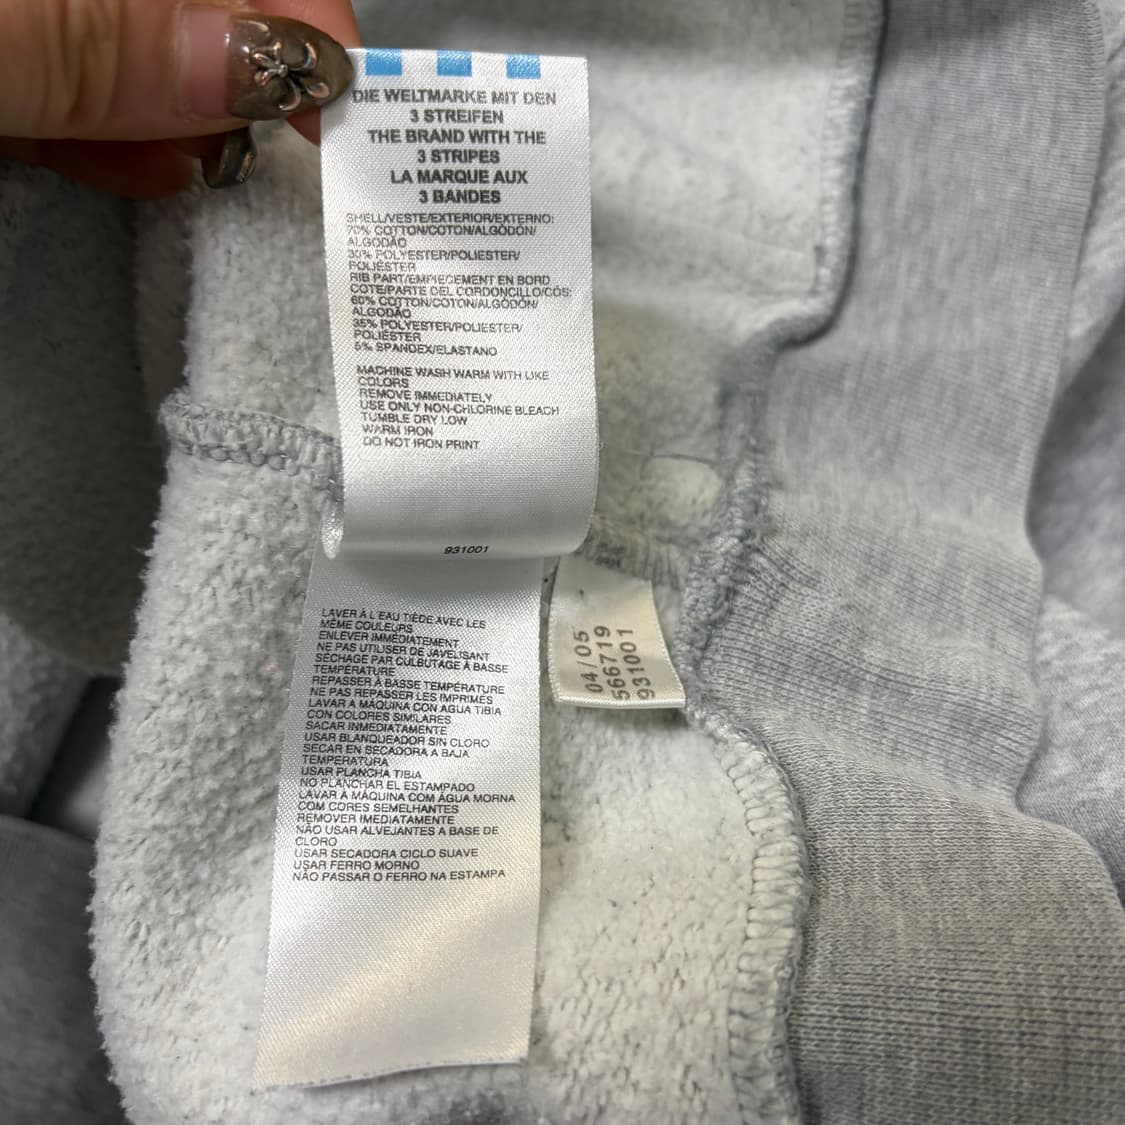 DIE WELTMARKE MIT DEN
3 STREIFEN
THE BRAND WITH THE
3 STRIPES
LA MARQUE AUX
3 BANDES
SHELL/VESTE/EXTERIOR/EXTERNO:
70% COTTON/COTON/ALGODÓN/
ALGODÃO
30% POLYESTER/POLIESTER/
POLIÉSTER
RIB PART/EMPIECEMENT EN BORD
COTE/PARTE DEL CORDONCILLO/CÓS:
60% COTTON/COTON/ALGODÓN/
ALGODÃO
35% POLYESTER/POLIESTER/
POLIÉSTER
5% SPANDEX/ELASTANO
MACHINE WASH WARM WITH LIKE
COLORS
REMOVE IMMEDIATELY
USE ONLY NON-CHLORINE BLEACH
TUMBLE DRY LOW
WARM IRON
DO NOT IRON PRINT
931001
LAVER À L'EAU TIÈDE AVEC LES
MÊME COULEURS
ENLEVER IMMÉDIATEMENT
NE PAS UTILISER DE JAVELISANT
SÉCHAGE PAR CULBUTAGE À BASSE
TEMPÉRATURE
REPASSER À BASSE TEMPÉRATURE
NE PAS REPASSER LES IMPRIMES
LAVAR A MÁQUINA CON AGUA TIBIA
CON COLORES SIMILARES
SACAR INMEDIATAMENTE
USAR BLANQUEADOR SIN CLORO
SECAR EN SECADORA A BAJA
TEMPERATURA
USAR PLANCHA TIBIA
NO PLANCHAR EL ESTAMPADO
LAVAR À MÁQUINA COM ÁGUA MORNA
COM CORES SEMELHANTES
REMOVER IMEDIATAMENTE
NÃO USAR ALVEJANTES A BASE DE
CLORO
USAR SECADORA CICLO SUAVE
USAR FERRO MORNO
NÃO PASSAR O FERRO NA ESTAMPA
04/05
566719
931001